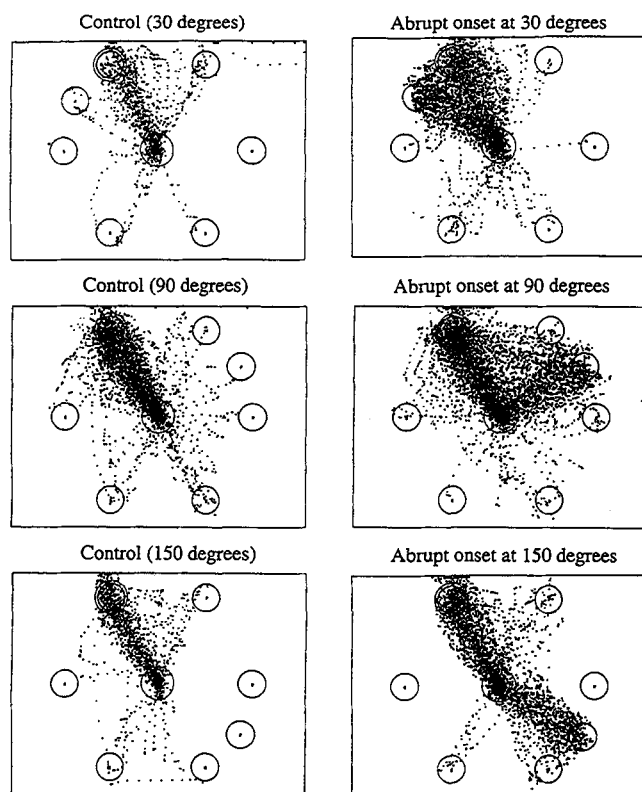 Control (30 degrees)
Abrupt onset at 30 degrees
Control (90 degrees)
Abrupt onset at 90 degrees
Control (150 degrees)
Abrupt onset at 150 degrees